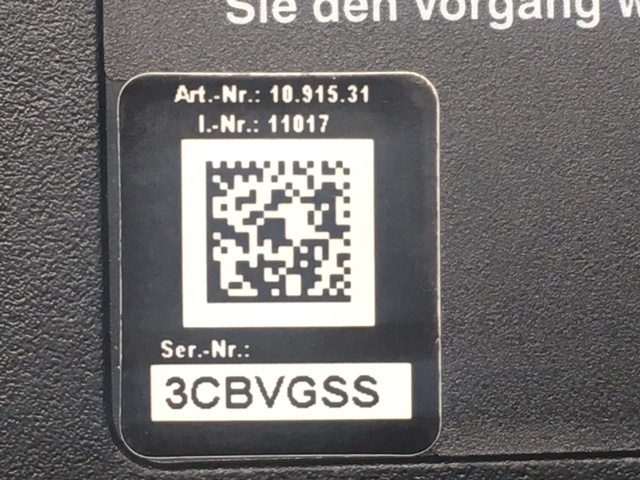 Sie den Vorgang
Art.-Nr.: 10.915.31
I.-Nr.: 11017
Ser.-Nr.:
3CBVGSS